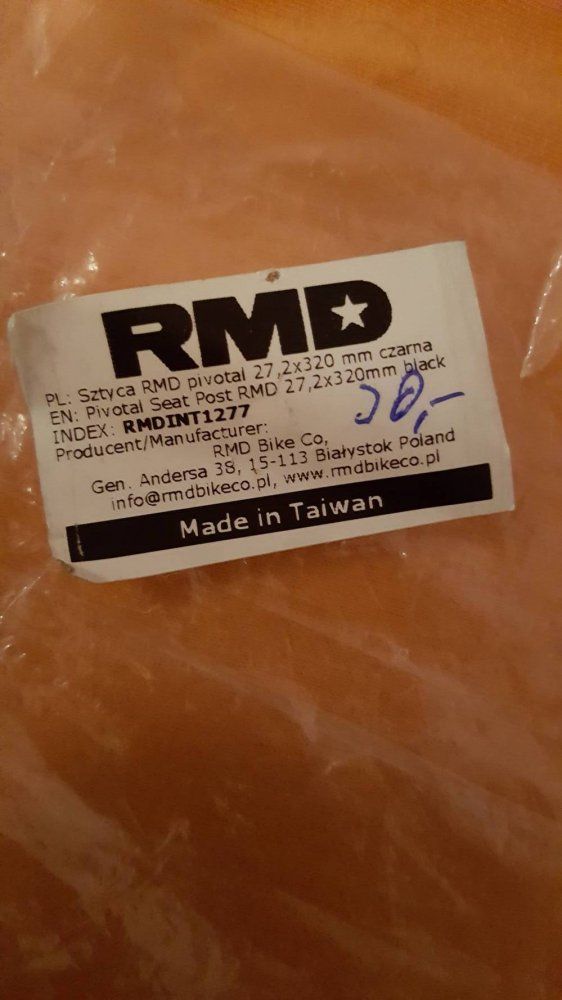 RMD
PL: Sztyca RMD pivotal 27,2x320 mm czarna
EN: Pivotal Seat Post RMD 27,2x320mm black
INDEX: RMDINT1277
Producent/Manufacturer:
RMD Bike Co,
Gen. Andersa 38, 15-113 Białystok Poland
info@rmdbikeco.pl, www.rmdbikeco.pl
Made in Taiwan